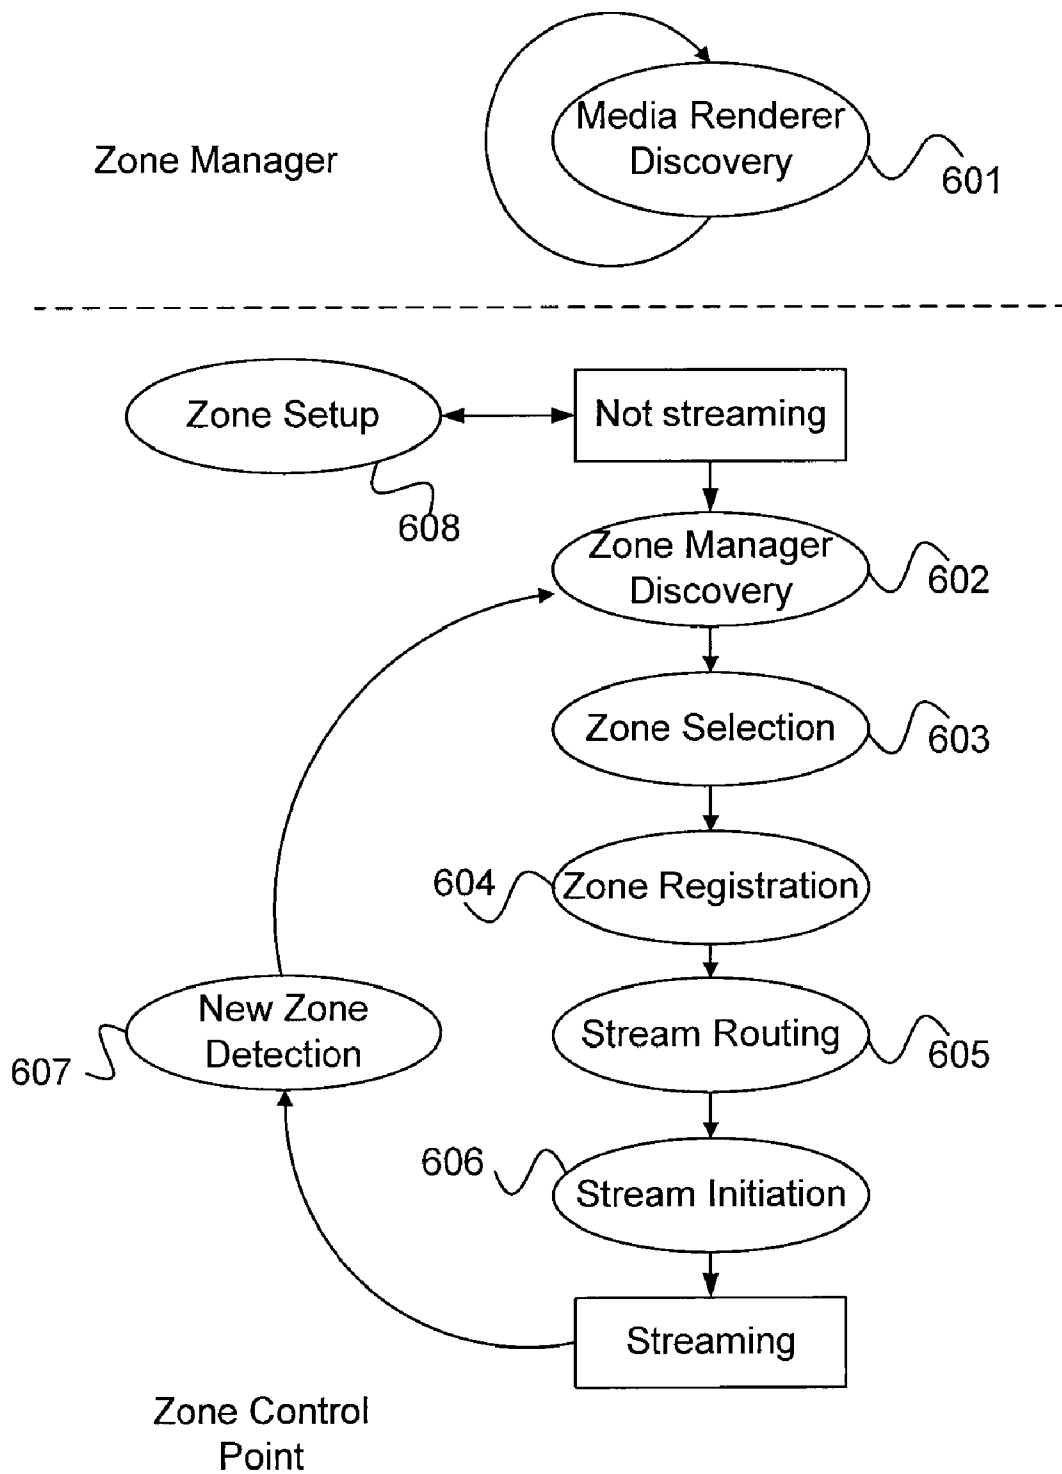 Media Renderer
Discovery
Zone Manager
601
Zone Setup
Not streaming
608
Zone Manager
Discovery
602
Zone Selection
603
604
Zone Registration
New Zone
Detection
Stream Routing
605
607
606
Stream Initiation
Streaming
Zone Control
Point